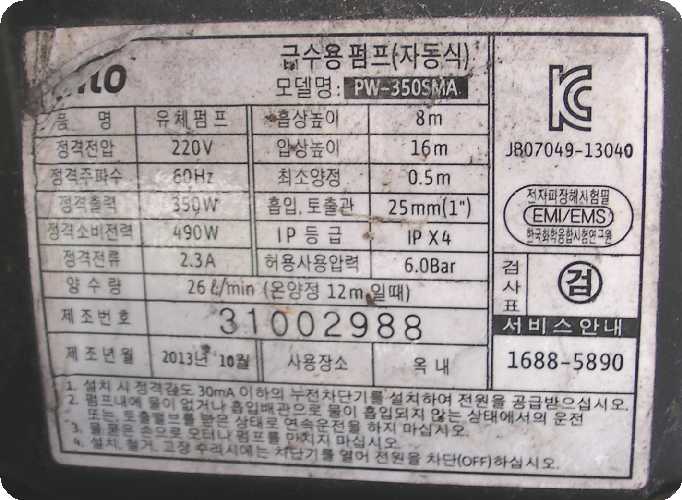 급수용 펌프(자동식)
모델명: PW-350SMA
품 명 유체펌프 흡상높이 8m
정격전압 220V 압상높이 16m
정격주파수 60Hz 최소양정 0.5m
정격출력 350W 흡입, 토출관 25mm(1")
정격소비전력 490W IP 등 급 IP X4
정격전류 2.3A 허용사용압력 6.0Bar
양 수 량 26ℓ/min (온양정 12m 일때)
제조번호 31002988
제조년월 2013년 10월 사용장소 옥 내
JB07049-13040
전자파장해시험필
EMI/EMS
한국화학융합시험연구원
검사표 검
서비스안내
1688-5890
1. 설치 시 정격감도 30mA 이하의 누전차단기를 설치하여 전원을 공급받으십시오.
2. 펌프내에 물이 없거나 흡입배관으로 물이 흡입되지 않는 상태에서의 운전
또는, 토출밸브를 받은 상태로 연속운전을 하지 마십시오.
3. 물 묻은 손으로 모터나 펌프를 만지지 마십시오.
4. 설치, 철거, 고장 수리시에는 차단기를 열어 전원을 차단(OFF)하십시오.